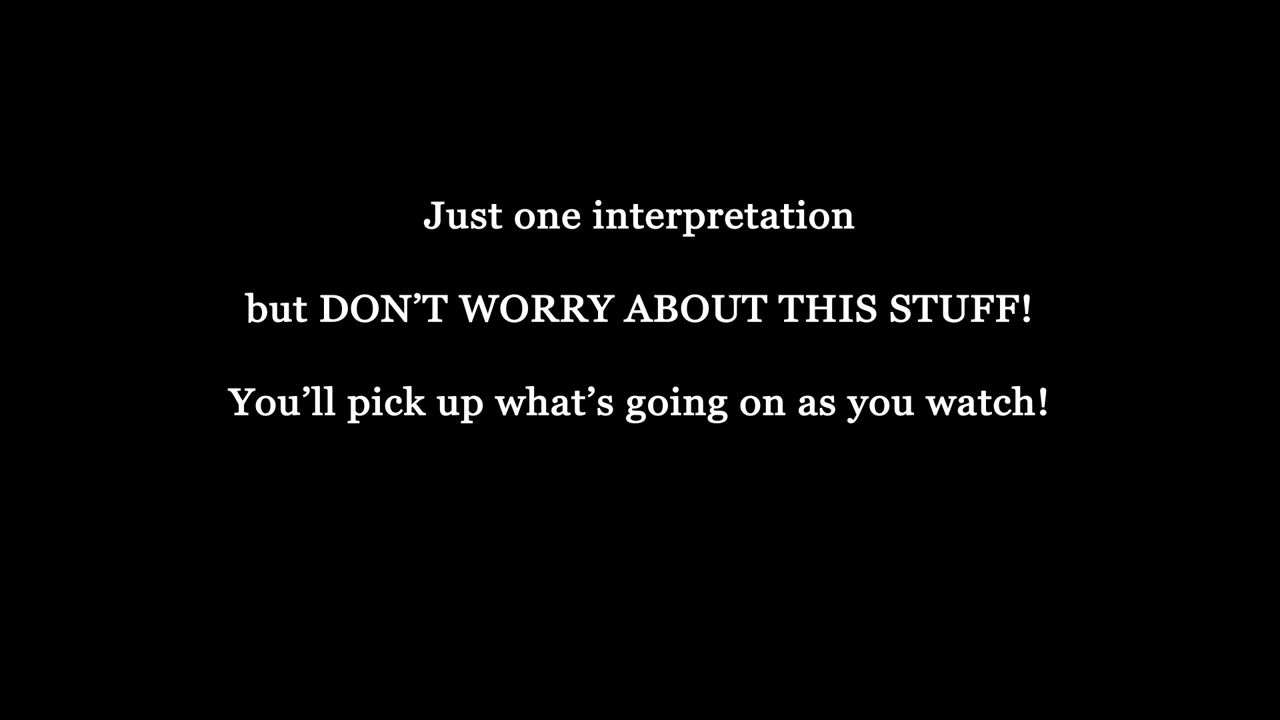 Just one interpretation
but DON’T WORRY ABOUT THIS STUFF!
You’ll pick up what’s going on as you watch!